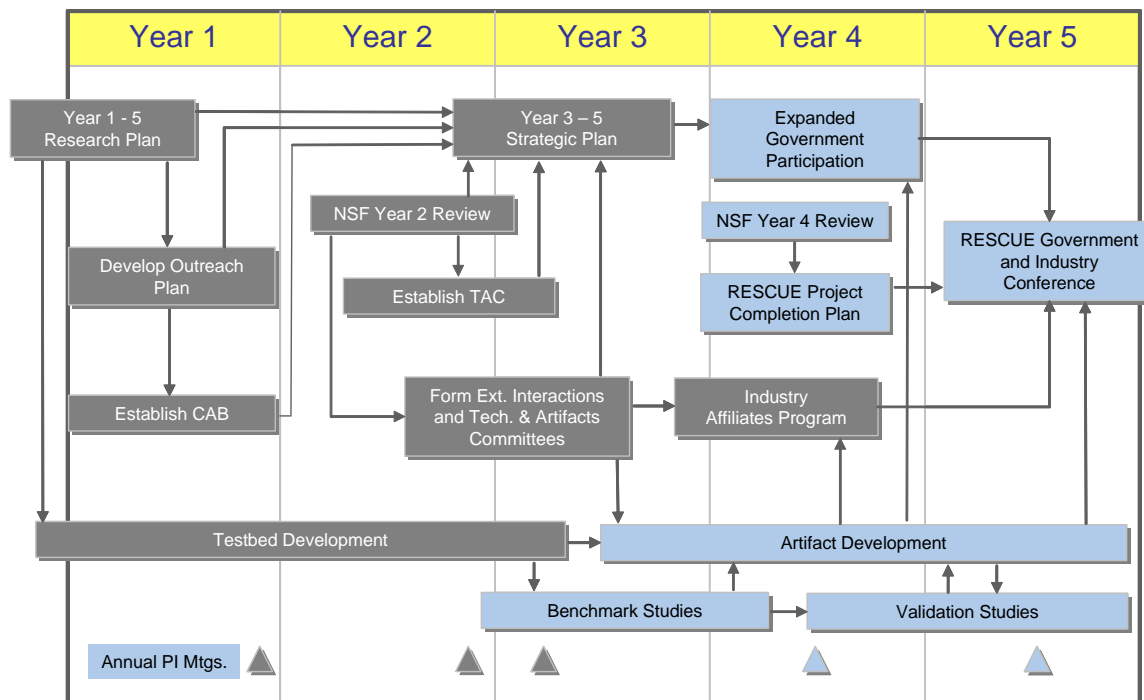 Year 1
Year 2
Year 3
Year 4
Year 5
Year 1 - 5
Research Plan
Year 3 – 5
Strategic Plan
Expanded
Government
Participation
NSF Year 2 Review
NSF Year 4 Review
RESCUE Government
and Industry
Conference
Develop Outreach
Plan
Establish TAC
RESCUE Project
Completion Plan
Establish CAB
Form Ext. Interactions
and Tech. & Artifacts
Committees
Industry
Affiliates Program
Testbed Development
Artifact Development
Benchmark Studies
Validation Studies
Annual PI Mtgs.